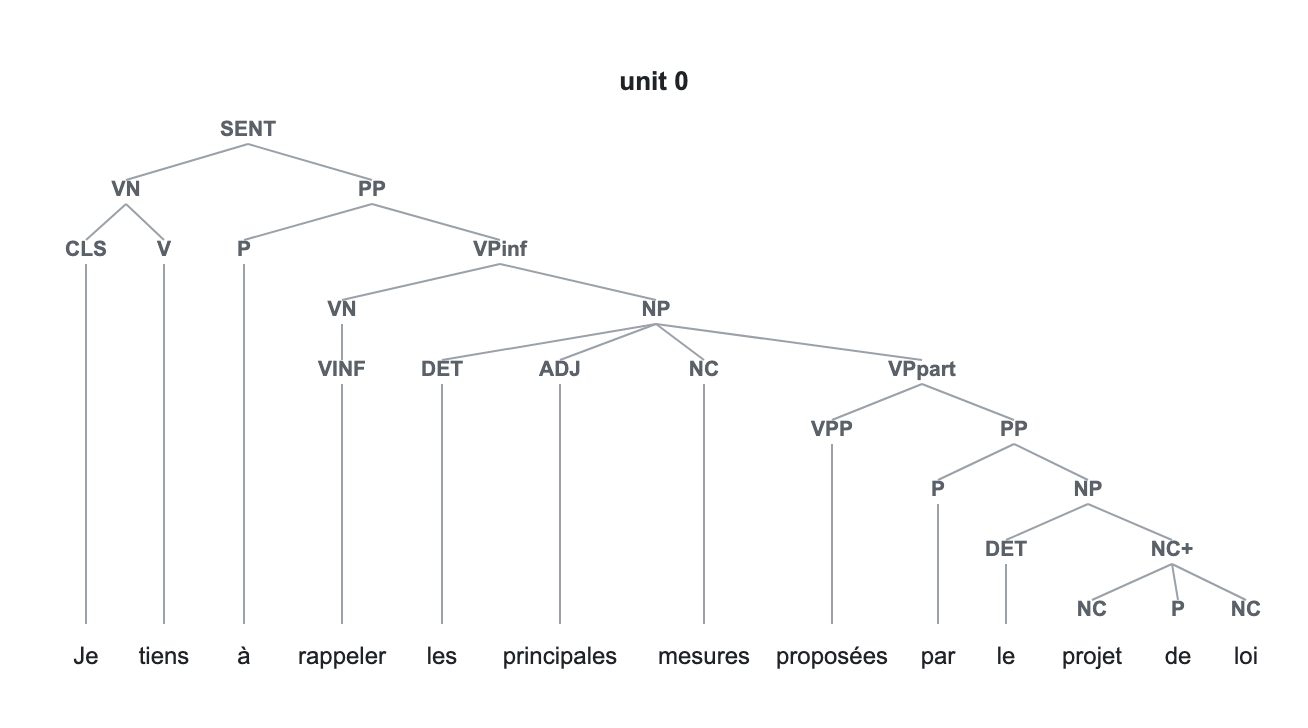 unit 0
SENT
VN PP
CLS V P VPinf
VN NP
VINF DET ADJ NC VPpart
VPP PP
P NP
DET NC+
NC P NC
Je tiens à rappeler les principales mesures proposées par le projet de loi